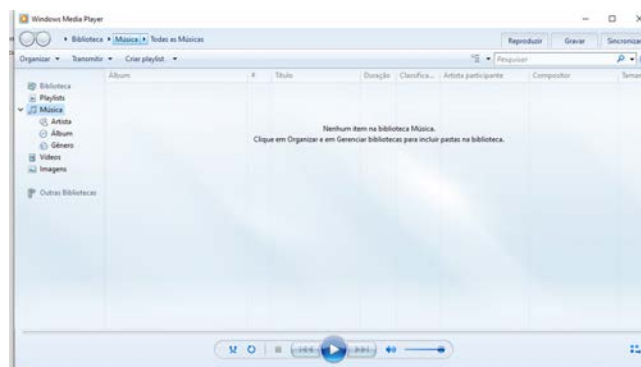 Windows Media Player
Biblioteca Música Todas as Músicas
Reproduzir Gravar Sincronizar
Organizar Transmitir Criar playlist Pesquisar
Álbum # Título Duração Classifica... Artista participante Compositor
Biblioteca
Playlists
Música
Artista
Álbum
Gênero
Vídeos
Imagens
Outras Bibliotecas
Nenhum item na biblioteca Música.
Clique em Organizar e em Gerenciar bibliotecas para incluir pastas na biblioteca.